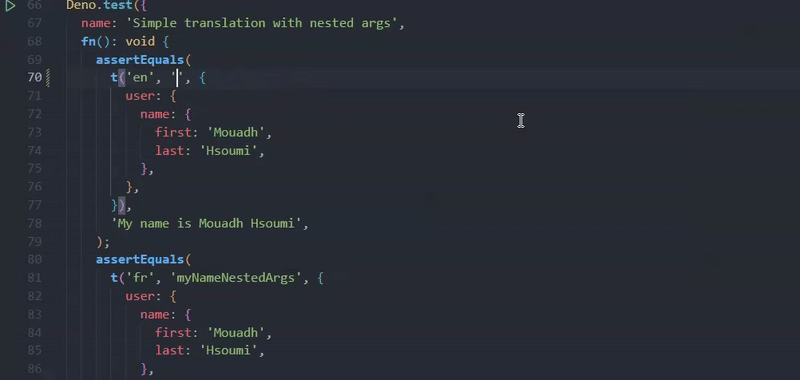 66 Deno.test({
67 name: 'Simple translation with nested args',
68 fn(): void {
69 assertEquals(
70 t('en', '', {
71 user: {
72 name: {
73 first: 'Mouadh',
74 last: 'Hsoumi',
75 },
76 },
77 }),
78 'My name is Mouadh Hsoumi',
79 );
80 assertEquals(
81 t('fr', 'myNameNestedArgs', {
82 user: {
83 name: {
84 first: 'Mouadh',
85 last: 'Hsoumi',
86 },